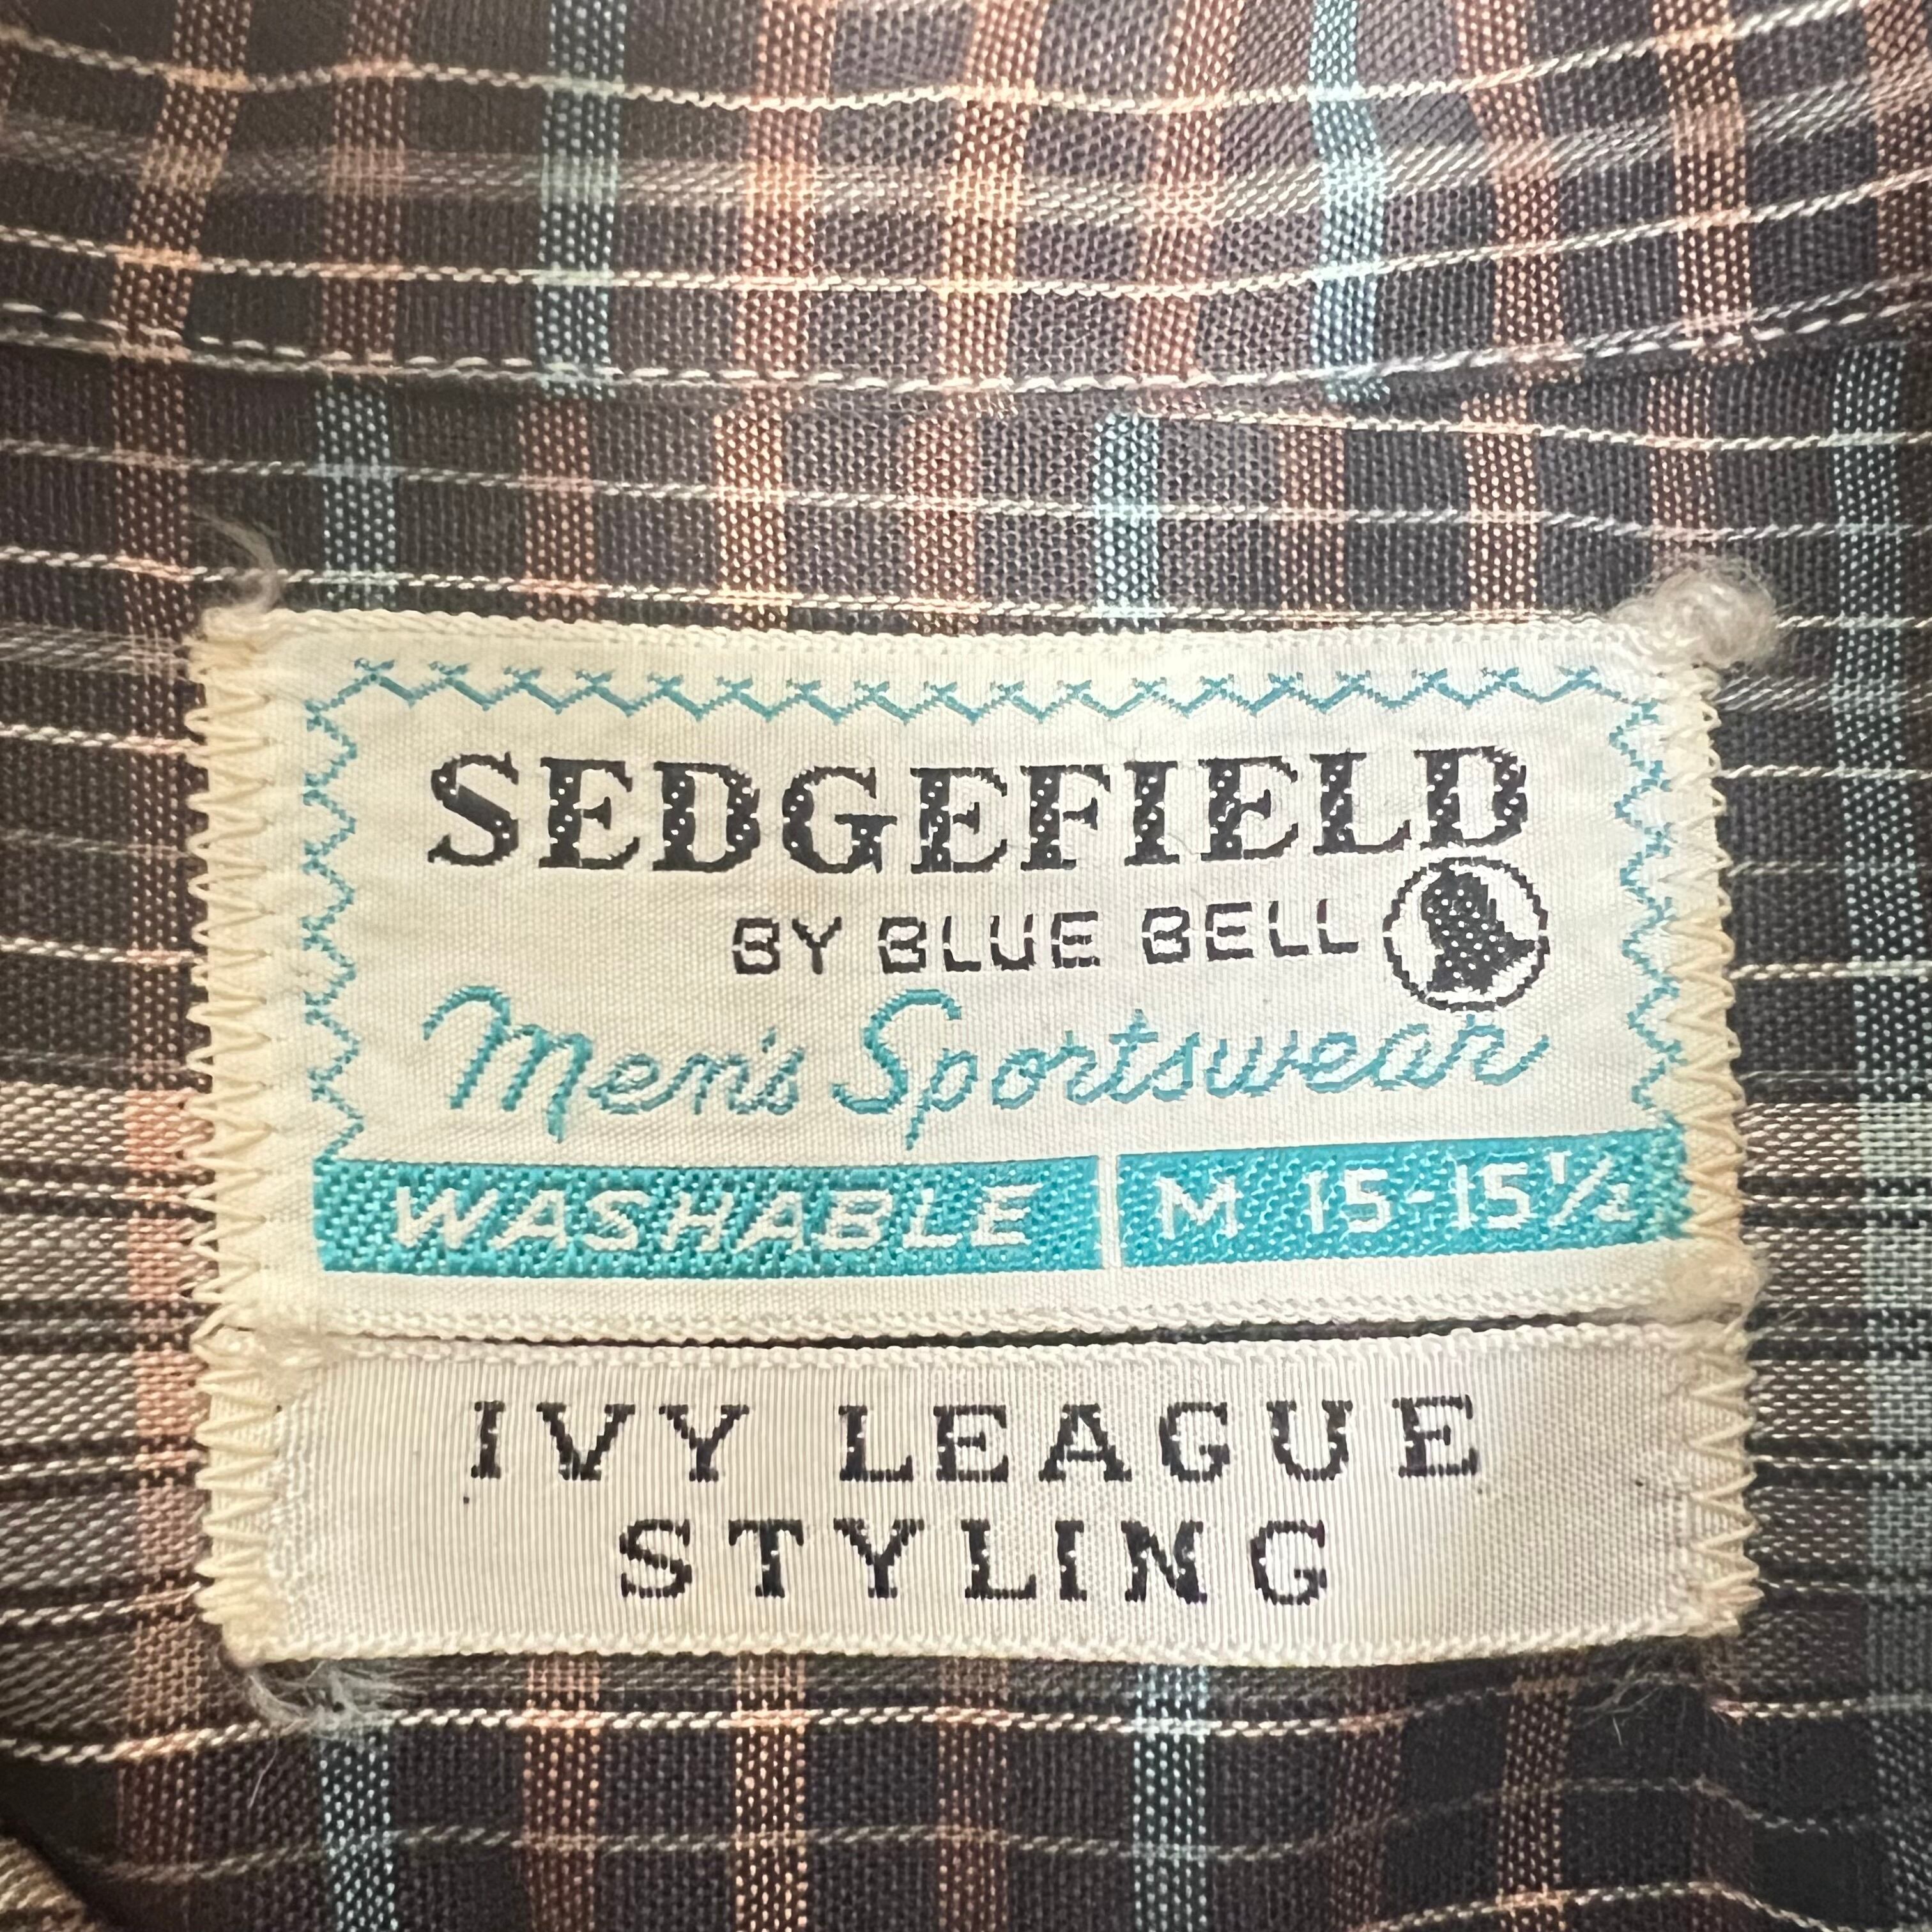 SEDGEFIELD
BY BLUE BELL
Men's Sportswear
WASHABLE M 15-15½
IVY LEAGUE
STYLING